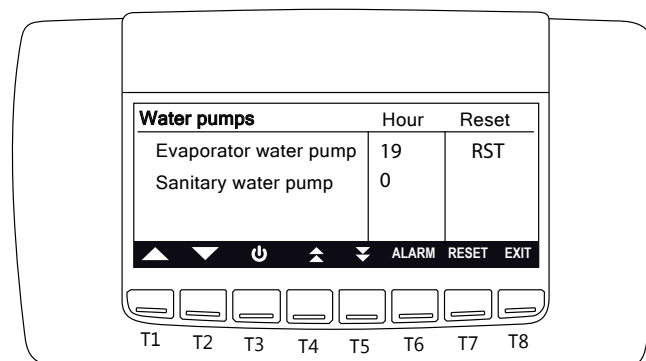 Water pumps Hour Reset
Evaporator water pump 19 RST
Sanitary water pump 0
ALARM RESET EXIT
T1 T2 T3 T4 T5 T6 T7 T8